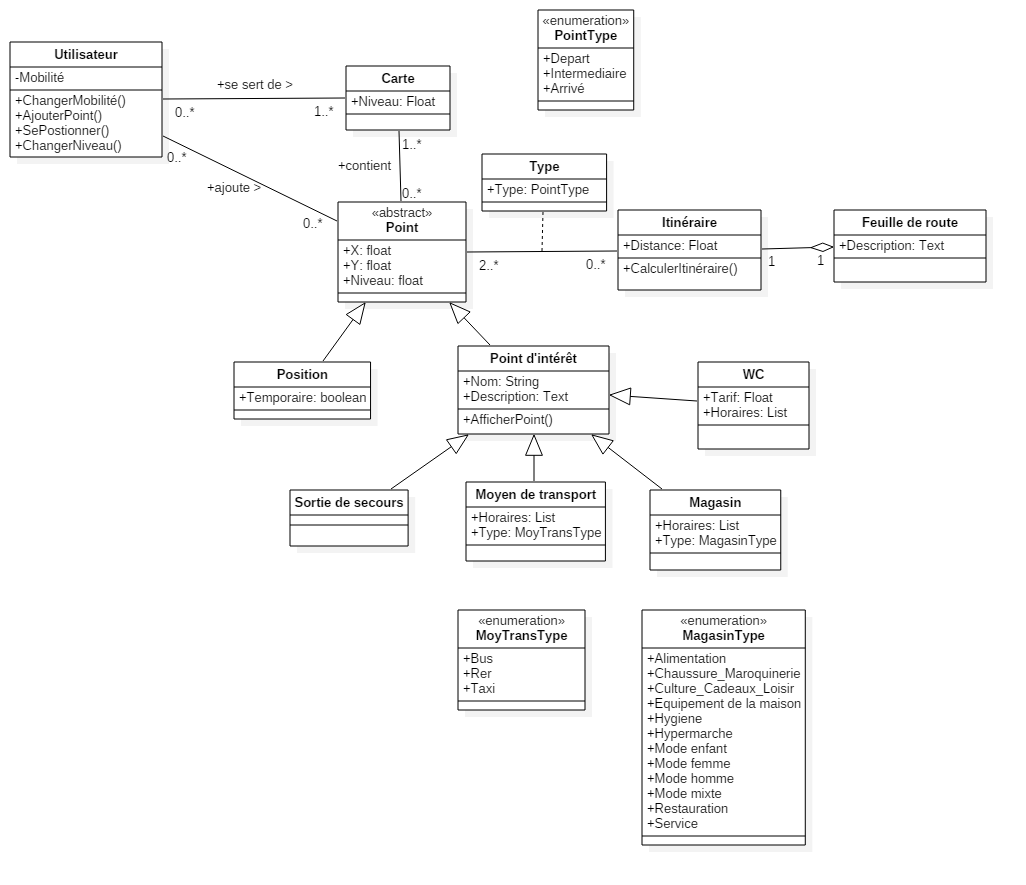 «enumeration»
PointType
+Depart
+Intermediaire
+Arrivé
Utilisateur
-Mobilité
+ChangerMobilité()
+AjouterPoint()
+SePostionner()
+ChangerNiveau()
+se sert de >
0..*
1..*
Carte
+Niveau: Float
1..*
+contient
0..*
0..*
+ajoute >
0..*
Type
+Type: PointType
«abstract»
Point
+X: float
+Y: float
+Niveau: float
2..*
0..*
Itinéraire
+Distance: Float
+CalculerItinéraire()
1
1
Feuille de route
+Description: Text
Position
+Temporaire: boolean
Point d'intérêt
+Nom: String
+Description: Text
+AfficherPoint()
WC
+Tarif: Float
+Horaires: List
Sortie de secours
Moyen de transport
+Horaires: List
+Type: MoyTransType
Magasin
+Horaires: List
+Type: MagasinType
«enumeration»
MoyTransType
+Bus
+Rer
+Taxi
«enumeration»
MagasinType
+Alimentation
+Chaussure_Maroquinerie
+Culture_Cadeaux_Loisir
+Equipement de la maison
+Hygiene
+Hypermarche
+Mode enfant
+Mode femme
+Mode homme
+Mode mixte
+Restauration
+Service